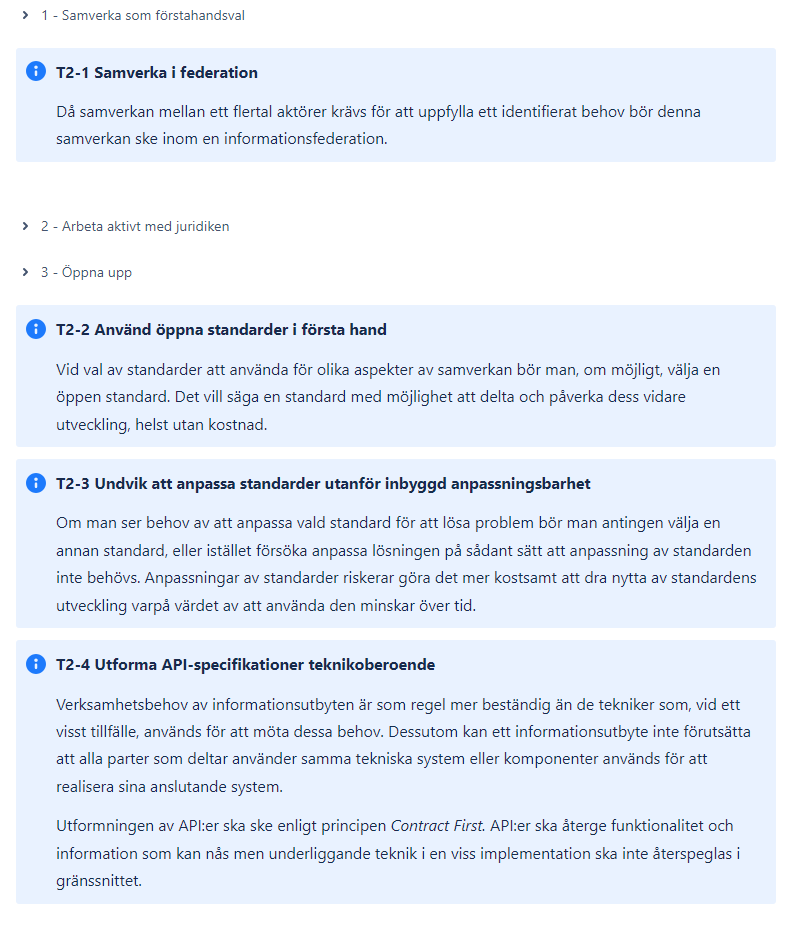 1 - Samverka som förstahandsval
T2-1 Samverka i federation
Då samverkan mellan ett flertal aktörer krävs för att uppfylla ett identifierat behov bör denna
samverkan ske inom en informationsfederation.
2 - Arbeta aktivt med juridiken
3 - Öppna upp
T2-2 Använd öppna standarder i första hand
Vid val av standarder att använda för olika aspekter av samverkan bör man, om möjligt, välja en
öppen standard. Det vill säga en standard med möjlighet att delta och påverka dess vidare
utveckling, helst utan kostnad.
T2-3 Undvik att anpassa standarder utanför inbyggd anpassningsbarhet
Om man ser behov av att anpassa vald standard för att lösa problem bör man antingen välja en
annan standard, eller istället försöka anpassa lösningen på sådant sätt att anpassning av standarden
inte behövs. Anpassningar av standarder riskerar göra det mer kostsamt att dra nytta av standardens
utveckling varpå värdet av att använda den minskar över tid.
T2-4 Utforma API-specifikationer teknikoberoende
Verksamhetsbehov av informationsutbyten är som regel mer beständig än de tekniker som, vid ett
visst tillfälle, används för att möta dessa behov. Dessutom kan ett informationsutbyte inte förutsätta
att alla parter som deltar använder samma tekniska system eller komponenter används för att
realisera sina anslutande system.
Utformningen av API:er ska ske enligt principen Contract First. API:er ska återge funktionalitet och
information som kan nås men underliggande teknik i en viss implementation ska inte återspeglas i
gränssnittet.